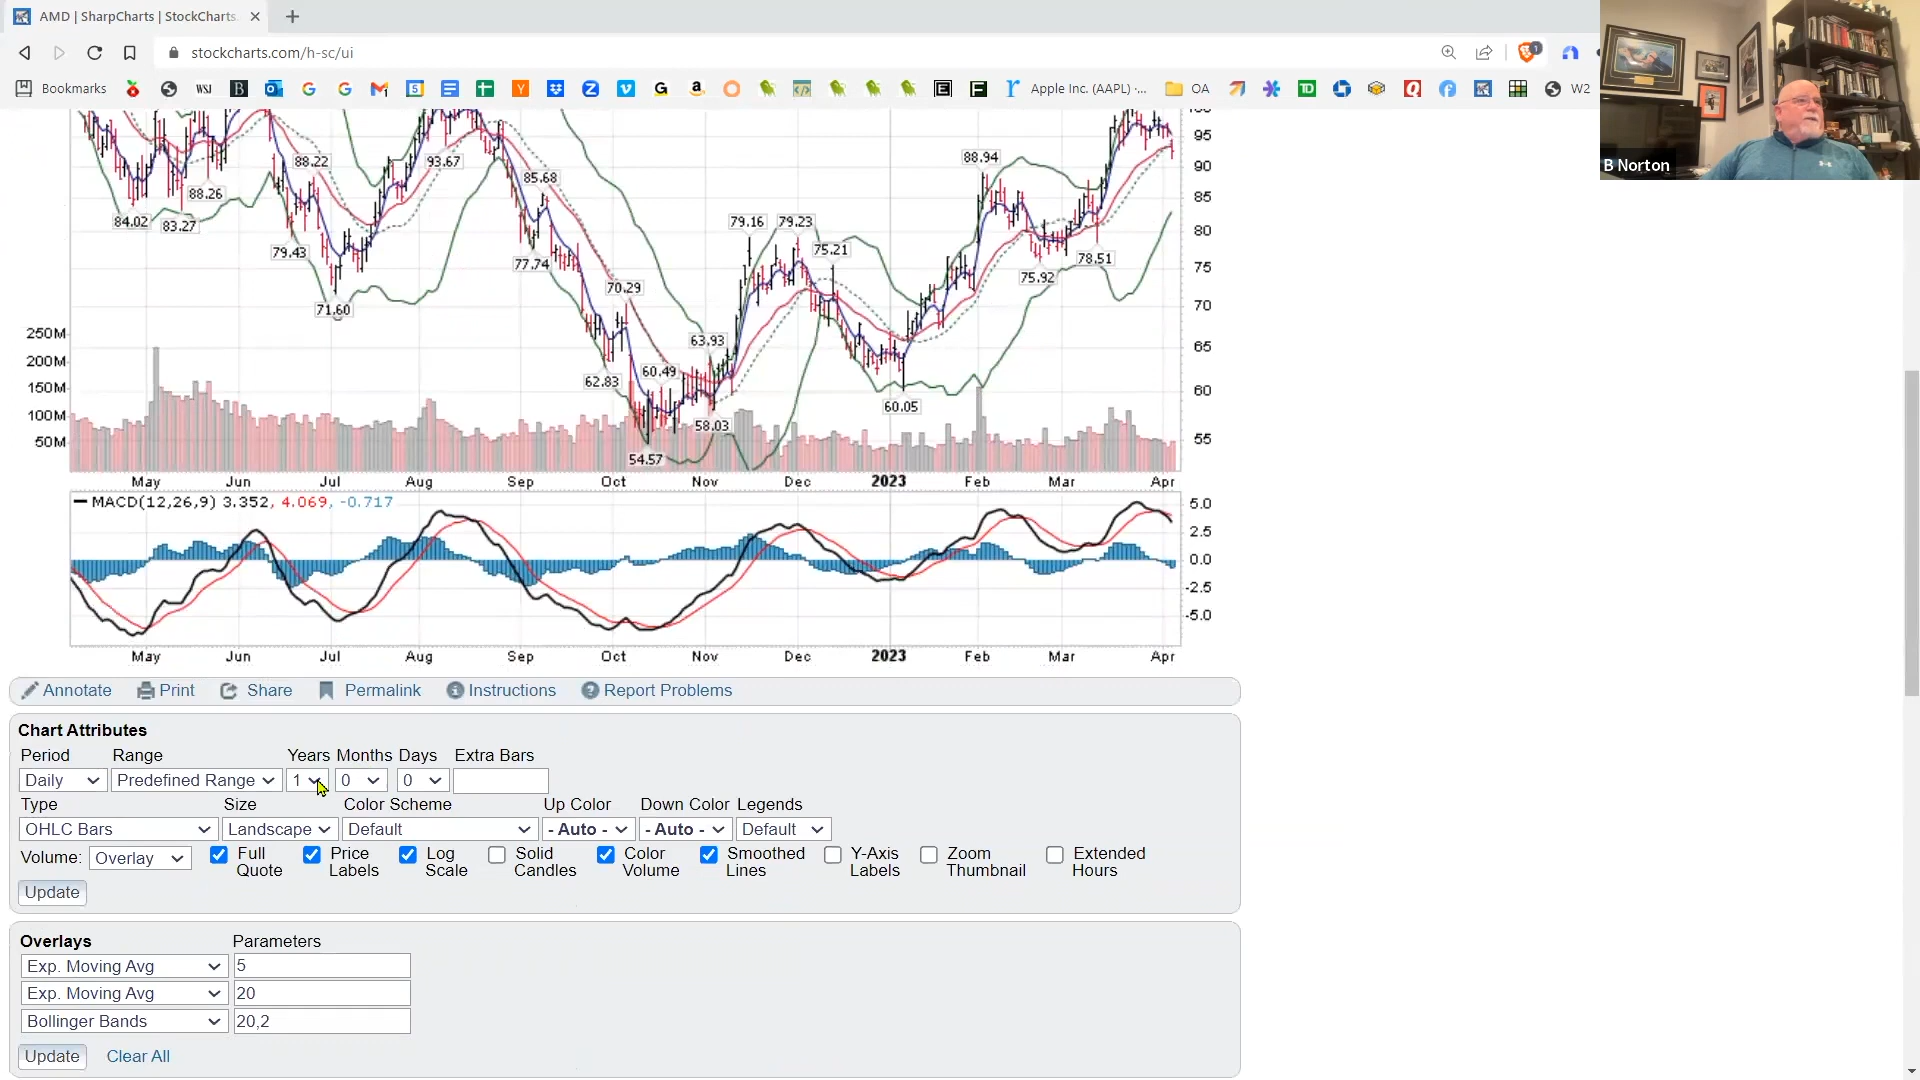 AMD | SharpCharts | StockCharts
stockcharts.com/h-sc/ui
Bookmarks WSJ Apple Inc. (AAPL) -... OA TD W2
B Norton
95
90
85
80
75
70
65
60
55
250M
200M
150M
100M
50M
84.02
83.27
88.26
88.22
79.43
71.60
93.67
85.68
77.74
70.29
62.83
60.49
54.57
63.93
58.03
79.16
79.23
75.21
60.05
88.94
75.92
78.51
May Jun Jul Aug Sep Oct Nov Dec 2023 Feb Mar Apr
MACD(12,26,9) 3.352, 4.069, -0.717
5.0
2.5
0.0
-2.5
-5.0
May Jun Jul Aug Sep Oct Nov Dec 2023 Feb Mar Apr
Annotate Print Share Permalink Instructions Report Problems
Chart Attributes
Period Range Years Months Days Extra Bars
Daily Predefined Range 1 0 0
Type Size Color Scheme Up Color Down Color Legends
OHLC Bars Landscape Default - Auto - - Auto - Default
Volume: Overlay Full Quote Price Labels Log Scale Solid Candles Color Volume Smoothed Lines Y-Axis Labels Zoom Thumbnail Extended Hours
Update
Overlays Parameters
Exp. Moving Avg 5
Exp. Moving Avg 20
Bollinger Bands 20,2
Update Clear All